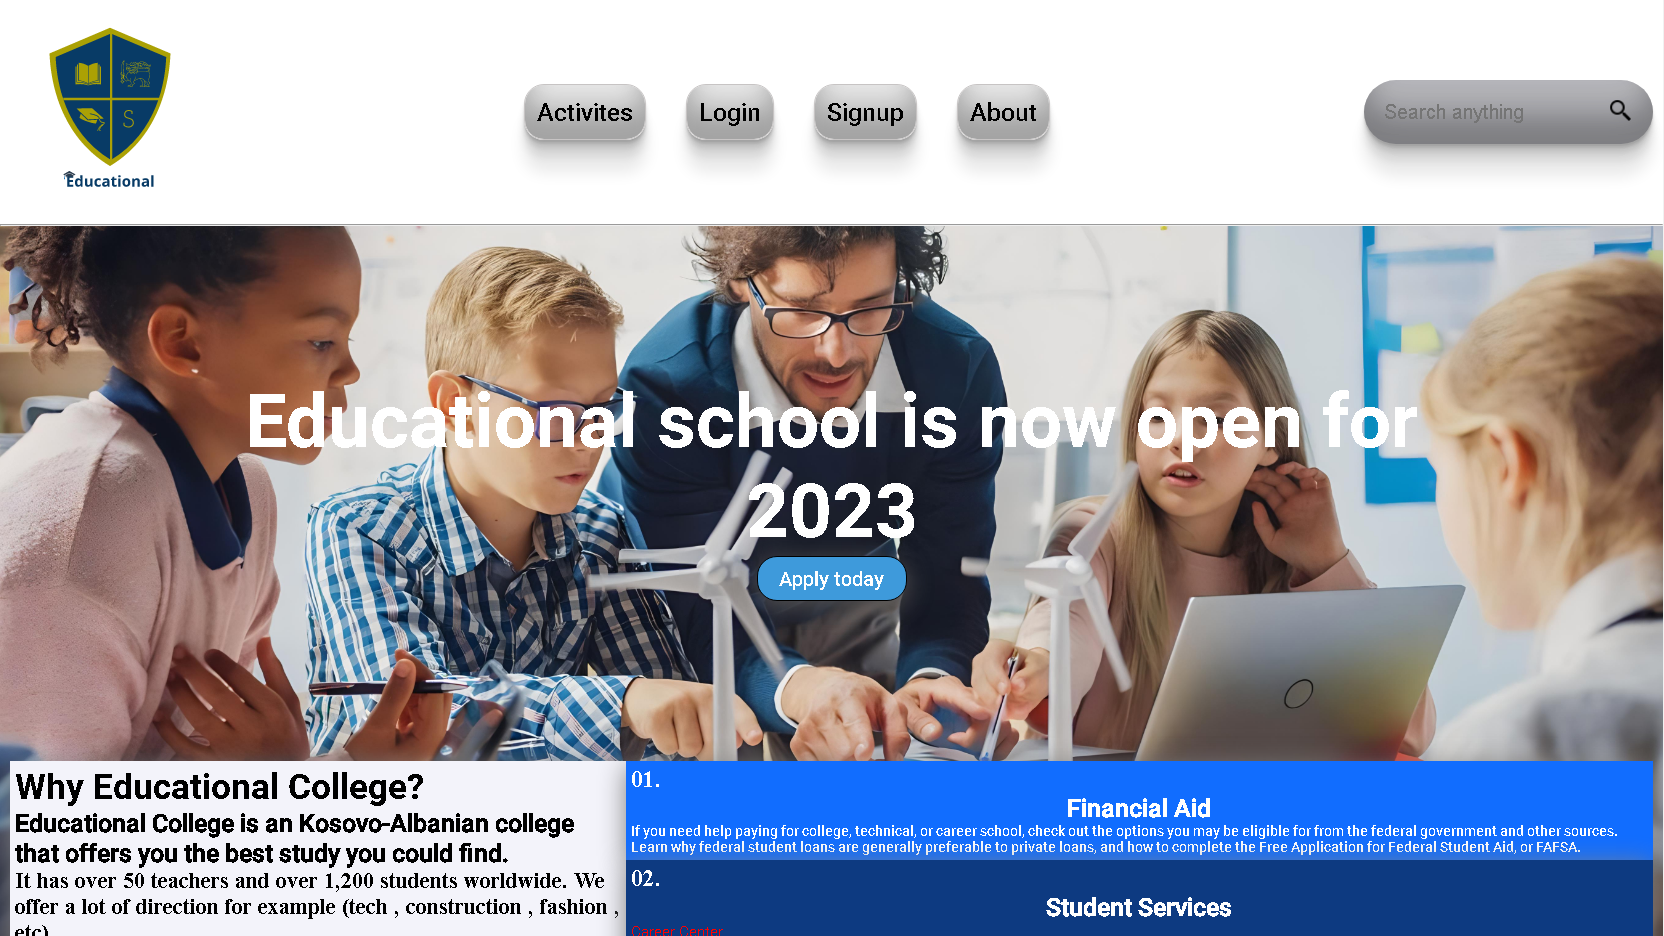 S
Educational
Activites
Login
Signup
About
Search anything
Educational school is now open for
2023
Apply today
Why Educational College?
Educational College is an Kosovo-Albanian college
that offers you the best study you could find.
It has over 50 teachers and over 1,200 students worldwide. We
offer a lot of direction for example (tech , construction , fashion ,
etc)
01.
Financial Aid
If you need help paying for college, technical, or career school, check out the options you may be eligible for from the federal government and other sources.
Learn why federal student loans are generally preferable to private loans, and how to complete the Free Application for Federal Student Aid, or FAFSA.
02.
Student Services
Career Center